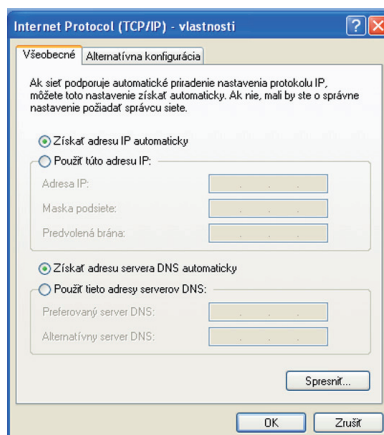 Internet Protocol (TCP/IP) - vlastnosti
Všeobecné
Alternatívna konfigurácia
Ak sieť podporuje automatické priradenie nastavenia protokolu IP,
môžete toto nastavenie získať automaticky. Ak nie, mali by ste o správne
nastavenie požiadať správcu siete.
Získať adresu IP automaticky
Použiť túto adresu IP:
Adresa IP:
Maska podsiete:
Predvolená brána:
Získať adresu servera DNS automaticky
Použiť tieto adresy serverov DNS:
Preferovaný server DNS:
Alternatívny server DNS:
Spresniť...
OK
Zrušiť